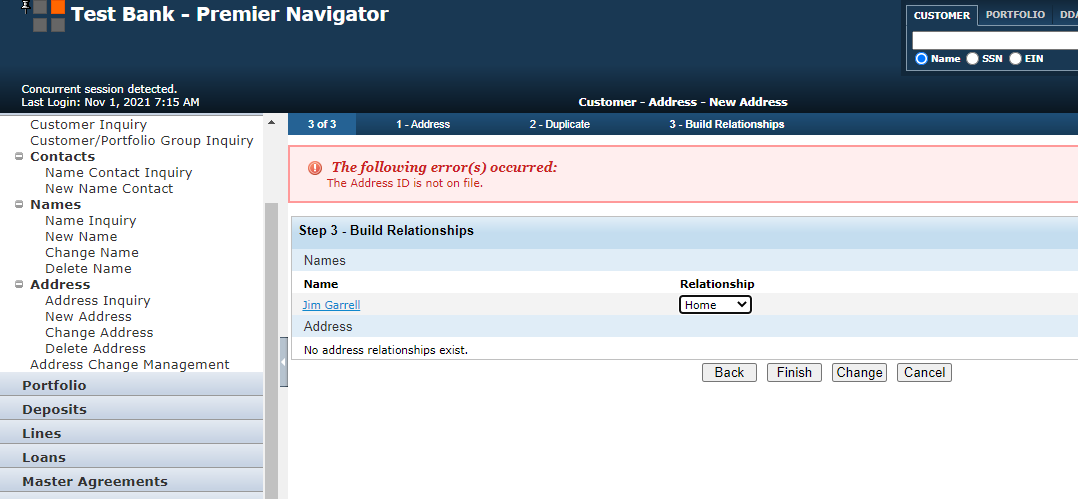 Test Bank - Premier Navigator
CUSTOMER PORTFOLIO DDA
Name SSN EIN
Concurrent session detected.
Last Login: Nov 1, 2021 7:15 AM
Customer - Address - New Address
Customer Inquiry
Customer/Portfolio Group Inquiry
Contacts
Name Contact Inquiry
New Name Contact
Names
Name Inquiry
New Name
Change Name
Delete Name
Address
Address Inquiry
New Address
Change Address
Delete Address
Address Change Management
Portfolio
Deposits
Lines
Loans
Master Agreements
3 of 3 1 - Address 2 - Duplicate 3 - Build Relationships
The following error(s) occurred:
The Address ID is not on file.
Step 3 - Build Relationships
Names
Name Relationship
Jim Garrell Home
Address
No address relationships exist.
Back Finish Change Cancel